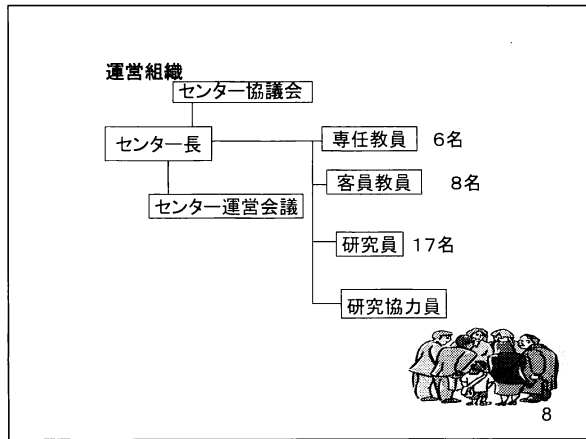 運営組織
センター協議会
センター長
専任教員 6名
客員教員 8名
センター運営会議
研究員 17名
研究協力員
8